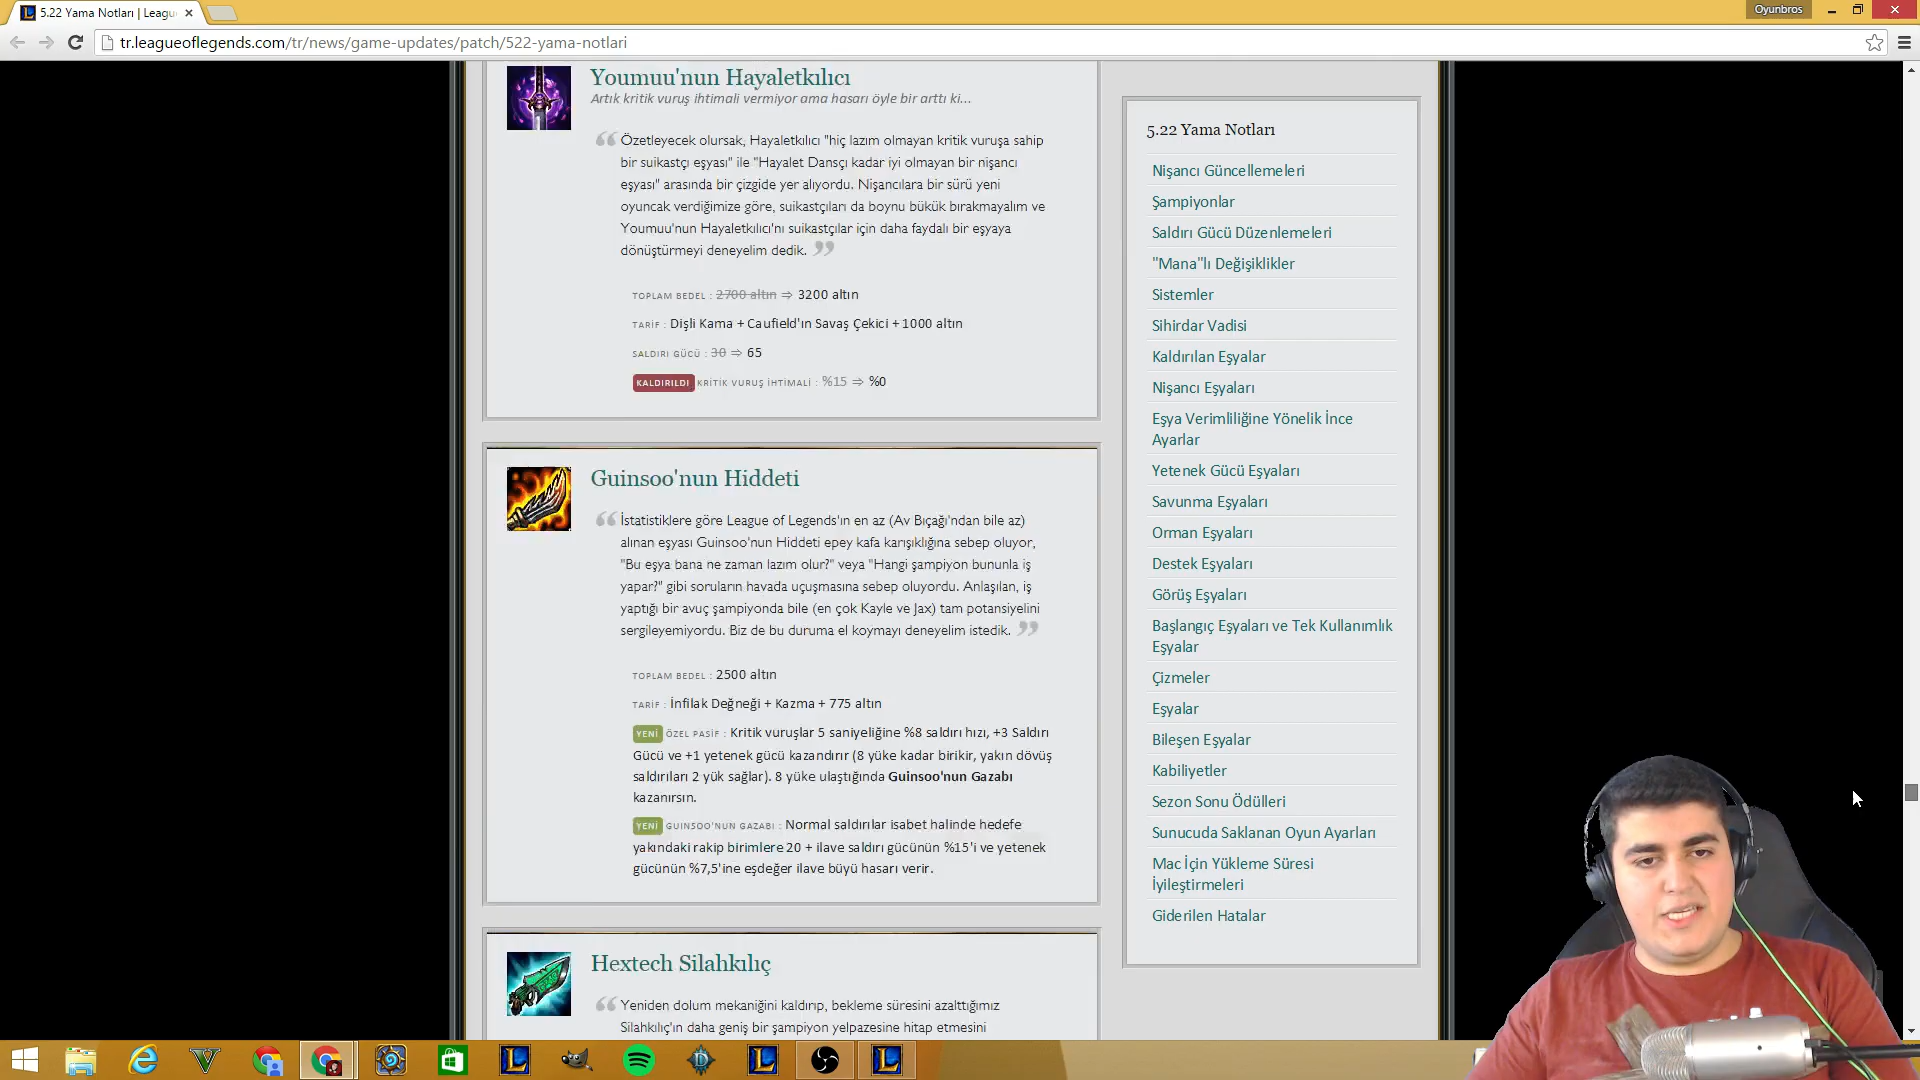 5.22 Yama Notları | Leagu
Oyunbros
tr.leagueoflegends.com/tr/news/game-updates/patch/522-yama-notlari
Youmuu'nun Hayaletkılıcı
Artık kritik vuruş ihtimali vermiyor ama hasarı öyle bir arttı ki...
Özetleyecek olursak, Hayaletkılıcı "hiç lazım olmayan kritik vuruşa sahip
bir suikastçı eşyası" ile "Hayalet Dansçı kadar iyi olmayan bir nişancı
eşyası" arasında bir çizgide yer alıyordu. Nişancılara bir sürü yeni
oyuncak verdiğimize göre, suikastçıları da boynu bükük bırakmayalım ve
Youmuu'nun Hayaletkılıcı'nı suikastçılar için daha faydalı bir eşyaya
dönüştürmeyi deneyelim dedik.
TOPLAM BEDEL : 2700 altın ⇒ 3200 altın
TARİF : Dişli Kama + Caufield'ın Savaş Çekici + 1000 altın
SALDIRI GÜCÜ : 30 ⇒ 65
KALDIRILDI KRİTİK VURUŞ İHTİMALİ : %15 ⇒ %0
Guinsoo'nun Hiddeti
İstatistiklere göre League of Legends'ın en az (Av Bıçağı'ndan bile az)
alınan eşyası Guinsoo'nun Hiddeti epey kafa karışıklığına sebep oluyor,
"Bu eşya bana ne zaman lazım olur?" veya "Hangi şampiyon bununla iş
yapar?" gibi soruların havada uçuşmasına sebep oluyordu. Anlaşılan, iş
yaptığı bir avuç şampiyonda bile (en çok Kayle ve Jax) tam potansiyelini
sergileyemiyordu. Biz de bu duruma el koymayı deneyelim istedik.
TOPLAM BEDEL : 2500 altın
TARİF : İnfilak Değneği + Kazma + 775 altın
YENİ ÖZEL PASİF : Kritik vuruşlar 5 saniyeliğine %8 saldırı hızı, +3 Saldırı
Gücü ve +1 yetenek gücü kazandırır (8 yüke kadar birikir, yakın dövüş
saldırıları 2 yük sağlar). 8 yüke ulaştığında Guinsoo'nun Gazabı
kazanırsın.
YENİ GUINSOO'NUN GAZABI : Normal saldırılar isabet halinde hedefe
yakındaki rakip birimlere 20 + ilave saldırı gücünün %15'i ve yetenek
gücünün %7,5'ine eşdeğer ilave büyü hasarı verir.
Hextech Silahkılıç
Yeniden dolum mekaniğini kaldırıp, bekleme süresini azalttığımız
Silahkılıç'ın daha geniş bir şampiyon yelpazesine hitap etmesini
5.22 Yama Notları
Nişancı Güncellemeleri
Şampiyonlar
Saldırı Gücü Düzenlemeleri
"Mana"lı Değişiklikler
Sistemler
Sihirdar Vadisi
Kaldırılan Eşyalar
Nişancı Eşyaları
Eşya Verimliliğine Yönelik İnce
Ayarlar
Yetenek Gücü Eşyaları
Savunma Eşyaları
Orman Eşyaları
Destek Eşyaları
Görüş Eşyaları
Başlangıç Eşyaları ve Tek Kullanımlık
Eşyalar
Çizmeler
Eşyalar
Bileşen Eşyalar
Kabiliyetler
Sezon Sonu Ödülleri
Sunucuda Saklanan Oyun Ayarları
Mac İçin Yükleme Süresi
İyileştirmeleri
Giderilen Hatalar